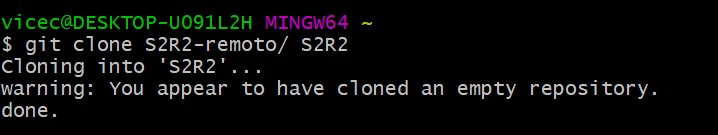 vicec@DESKTOP-U091L2H MINGW64 ~
$ git clone S2R2-remoto/ S2R2
Cloning into 'S2R2'...
warning: You appear to have cloned an empty repository.
done.